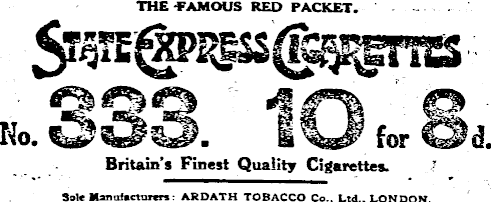 THE FAMOUS RED PACKET.
STATE EXPRESS CIGARETTES
No. 333. 10 for 8d.
Britain's Finest Quality Cigarettes.
Sole Manufacturers: ARDATH TOBACCO Co., Ltd., LONDON.